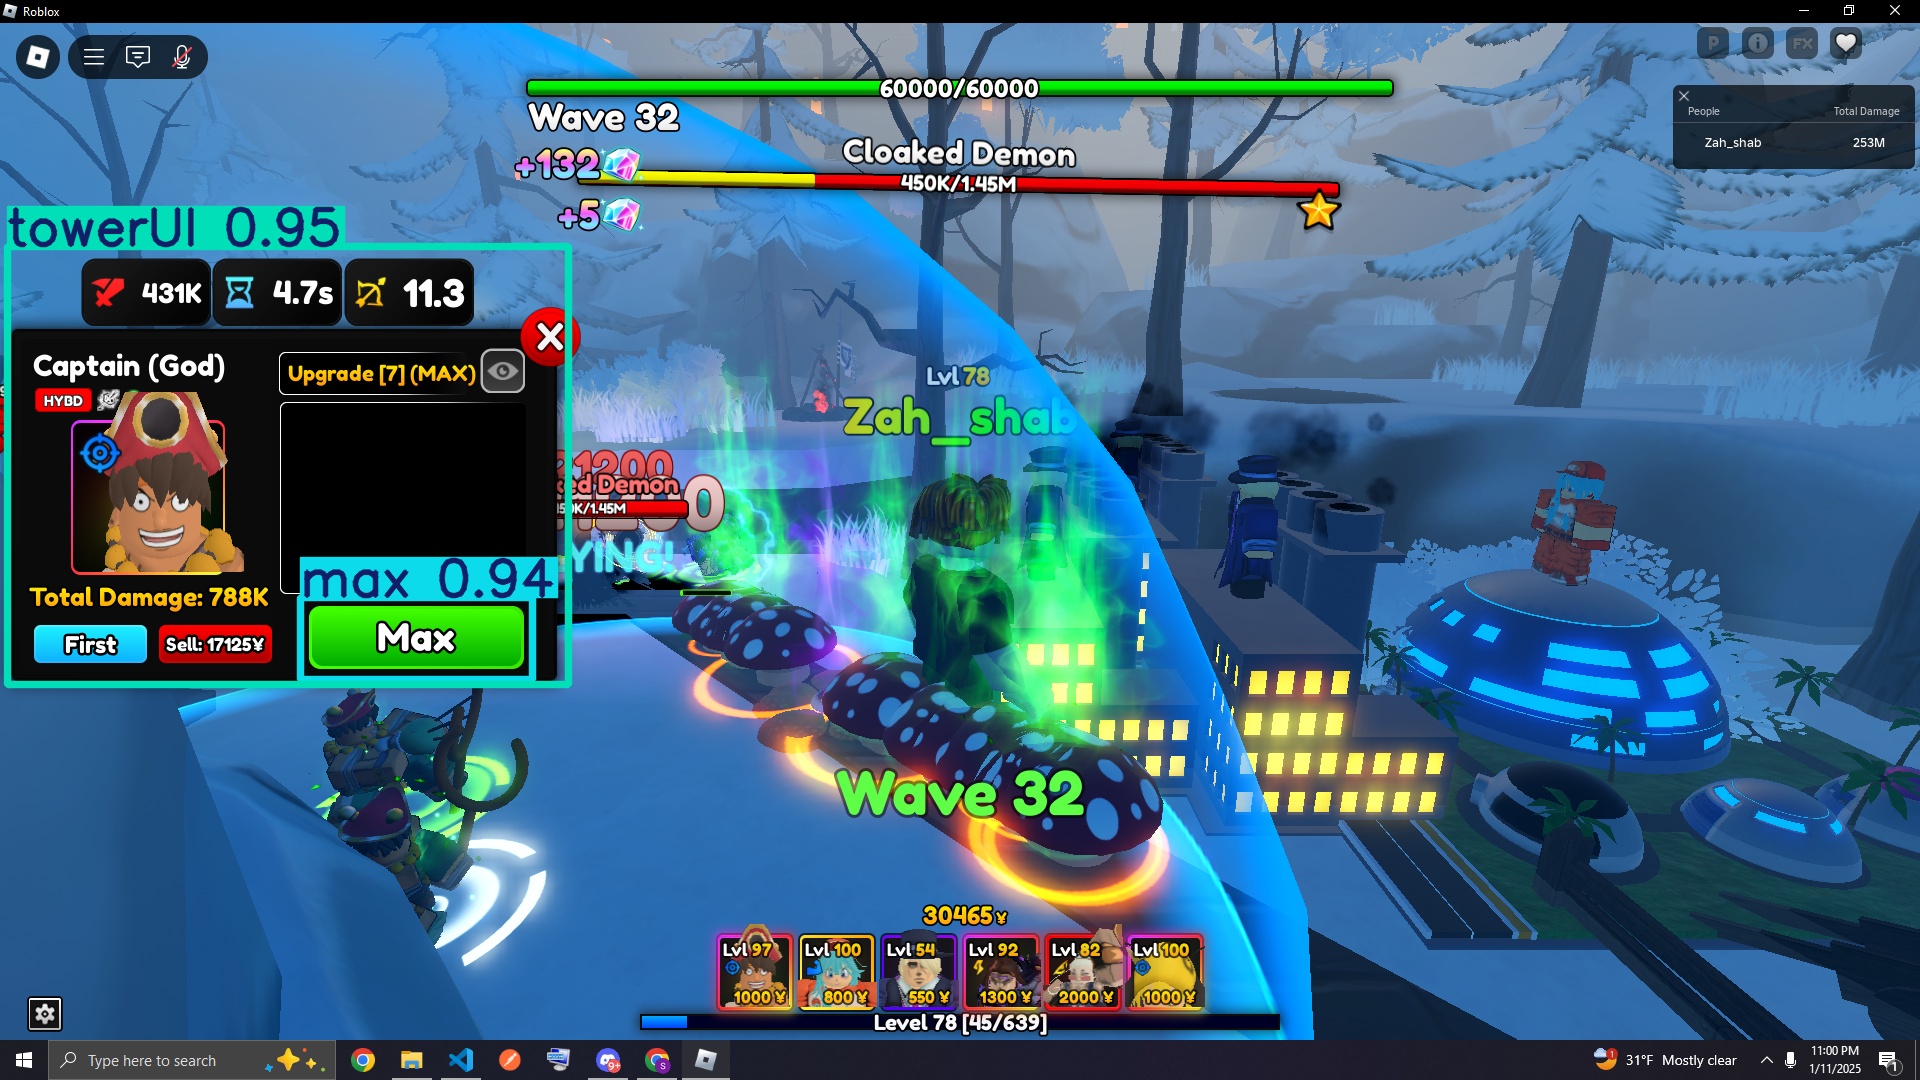 Roblox
P
FX
60000/60000
Wave 32
+132
Cloaked Demon
450K/1.45M
+5
People
Total Damage
Zah_shab
253M
towerUI 0.95
431K
4.7s
11.3
Captain (God)
Upgrade [7] (MAX)
HYBD
Lvl 78
Zah_shab
max 0.94
Total Damage: 788K
First
Sell: 17125¥
Max
Wave 32
30465¥
Lvl 97
Lvl 100
Lvl 54
Lvl 92
Lvl 82
Lvl 100
1000 ¥
800 ¥
550 ¥
1300 ¥
2000 ¥
1000 ¥
Level 78 [45/639]
Type here to search
31°F Mostly clear
11:00 PM
1/11/2025